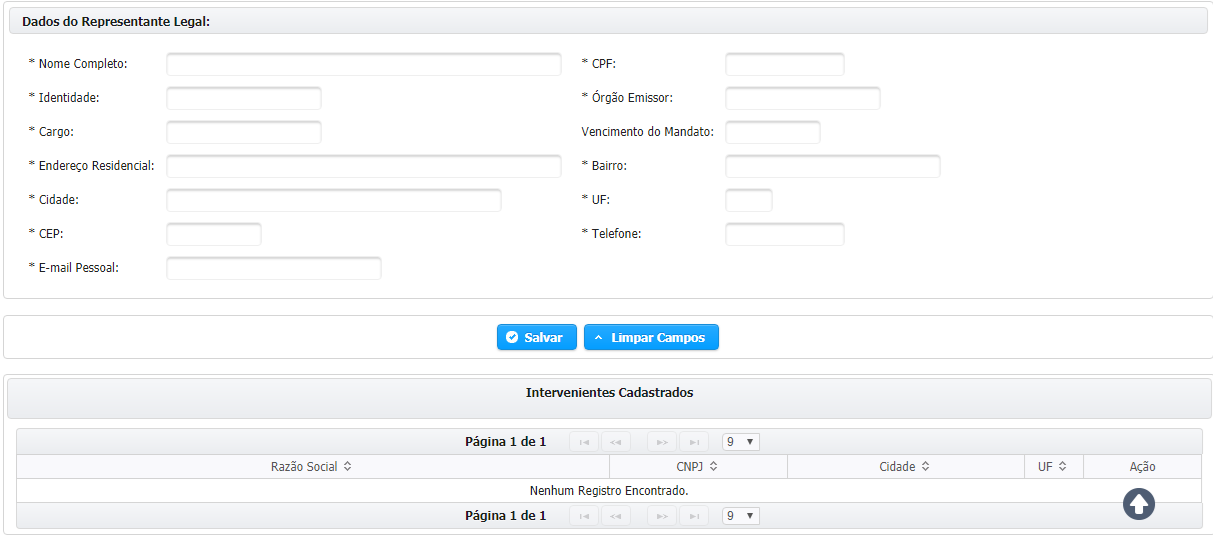 Dados do Representante Legal:
* Nome Completo:
* CPF:
* Identidade:
* Órgão Emissor:
* Cargo:
Vencimento do Mandato:
* Endereço Residencial:
* Bairro:
* Cidade:
* UF:
* CEP:
* Telefone:
* E-mail Pessoal:
Salvar
Limpar Campos
Intervenientes Cadastrados
Página 1 de 1 9
Razão Social CNPJ Cidade UF Ação
Nenhum Registro Encontrado.
Página 1 de 1 9